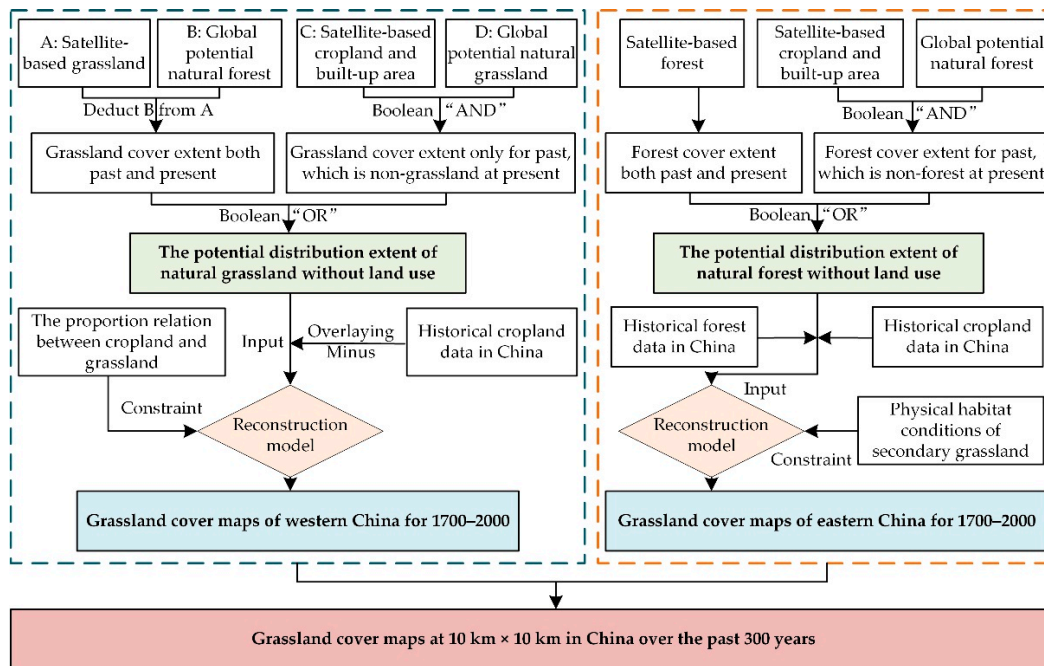 A: Satellite-
based grassland
B: Global
potential
natural forest
C: Satellite-based
cropland and
built-up area
D: Global
potential natural
grassland
Deduct B from A
Boolean “AND”
Grassland cover extent both
past and present
Grassland cover extent only for past,
which is non-grassland at present
Boolean “OR”
The potential distribution extent of
natural grassland without land use
The proportion relation
between cropland and
grassland
Input
Overlaying
Minus
Historical cropland
data in China
Constraint
Reconstruction
model
Grassland cover maps of western China for 1700–2000
Satellite-based
forest
Satellite-based
cropland and
built-up area
Global potential
natural forest
Boolean “AND”
Forest cover extent
both past and present
Forest cover extent for past,
which is non-forest at present
Boolean “OR”
The potential distribution extent of
natural forest without land use
Historical forest
data in China
Historical cropland
data in China
Input
Reconstruction
model
Constraint
Physical habitat
conditions of
secondary grassland
Grassland cover maps of eastern China for 1700–2000
Grassland cover maps at 10 km × 10 km in China over the past 300 years